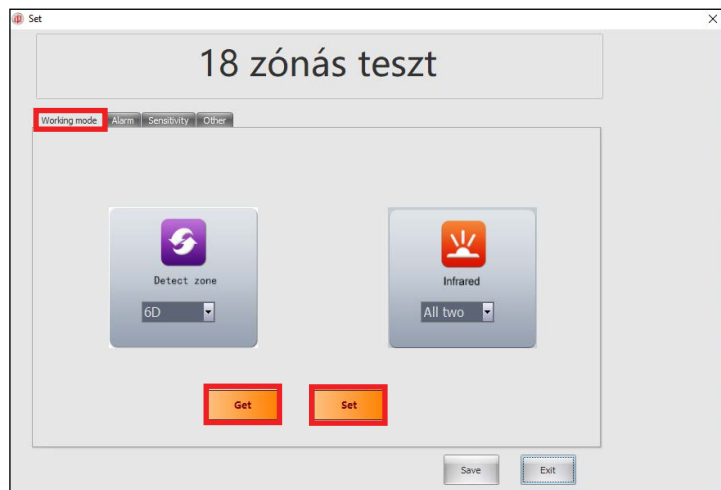 Set
18 zónás teszt
Working mode Alarm Sensitivity Other
Detect zone Infrared
6D All two
Get Set
Save Exit